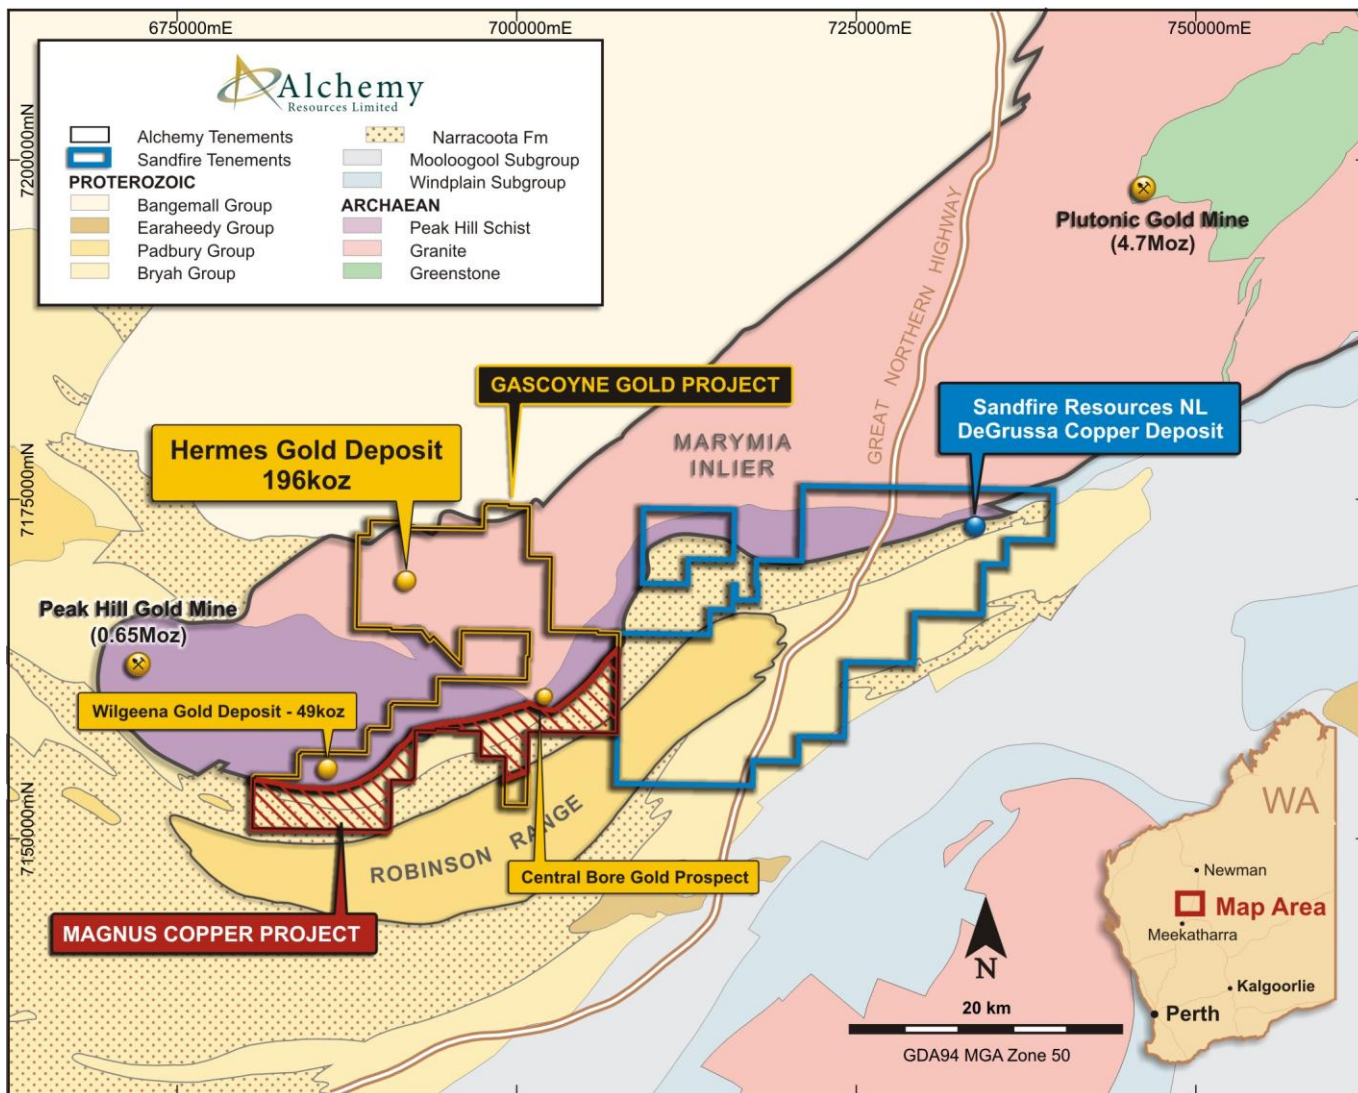 675000mE
700000mE
725000mE
750000mE
7200000mN
7175000mN
7150000mN
Alchemy
Resources Limited
Alchemy Tenements
Sandfire Tenements
PROTEROZOIC
Bangemall Group
Earaheedy Group
Padbury Group
Bryah Group
Narracoota Fm
Mooloogool Subgroup
Windplain Subgroup
ARCHAEAN
Peak Hill Schist
Granite
Greenstone
Plutonic Gold Mine
(4.7Moz)
GREAT NORTHERN HIGHWAY
GASCOYNE GOLD PROJECT
Sandfire Resources NL
DeGrussa Copper Deposit
MARYMIA
INLIER
Hermes Gold Deposit
196koz
Peak Hill Gold Mine
(0.65Moz)
Wilgeena Gold Deposit - 49koz
ROBINSON RANGE
Central Bore Gold Prospect
MAGNUS COPPER PROJECT
N
20 km
GDA94 MGA Zone 50
WA
Newman
Map Area
Meekatharra
Kalgoorlie
Perth